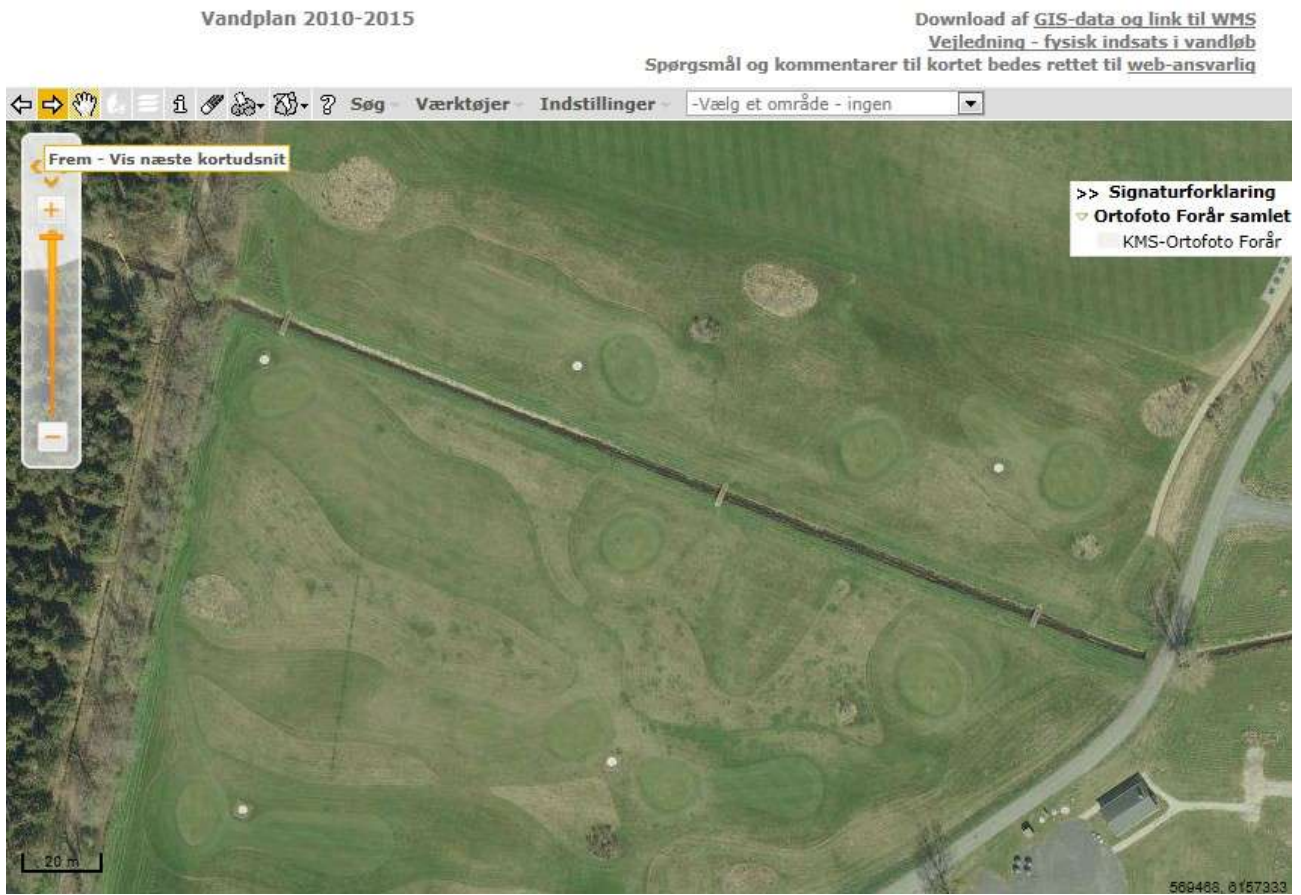 Vandplan 2010-2015
Download af GIS-data og link til WMS
Vejledning - fysisk indsats i vandløb
Spørgsmål og kommentarer til kortet bedes rettet til web-ansvarlig
Søg Værktøjer Indstillinger -Vælg et område - ingen
Frem - Vis næste kortudsnit
>> Signaturforklaring
Ortofoto Forår samlet
KMS-Ortofoto Forår
20 m
569468, 6157333